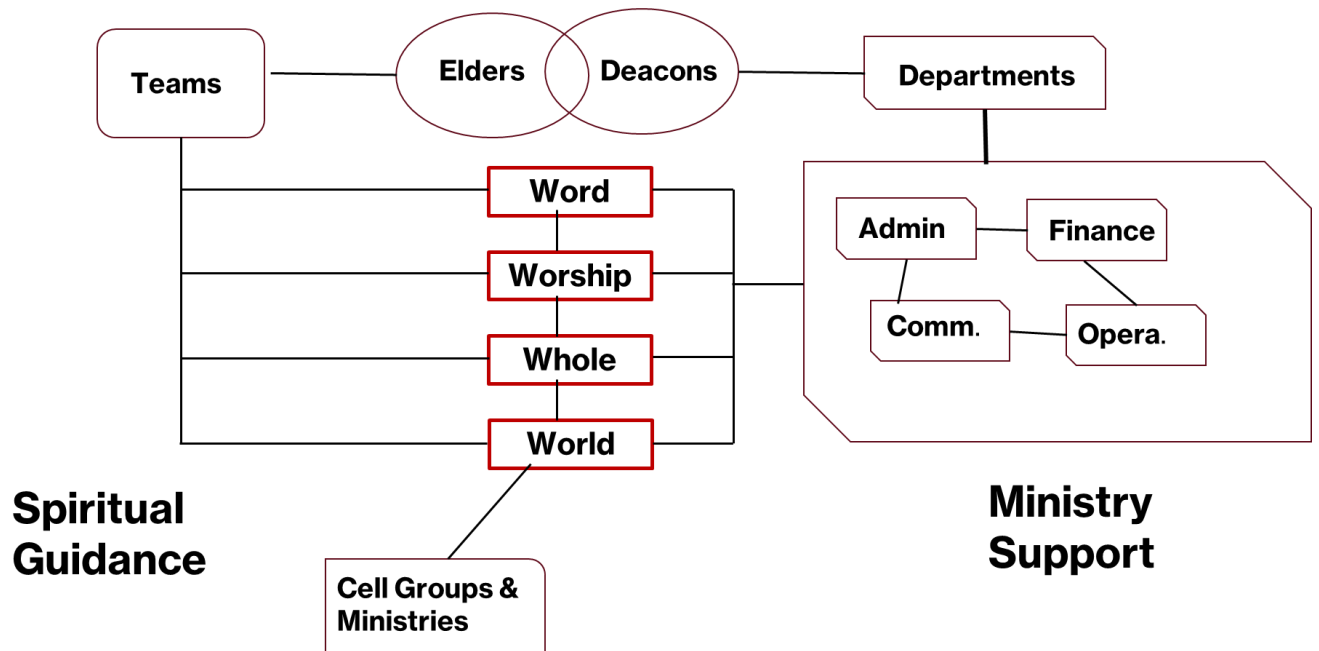 Teams
Elders
Deacons
Departments
Word
Worship
Whole
World
Admin
Finance
Comm.
Opera.
Spiritual
Guidance
Ministry
Support
Cell Groups &
Ministries